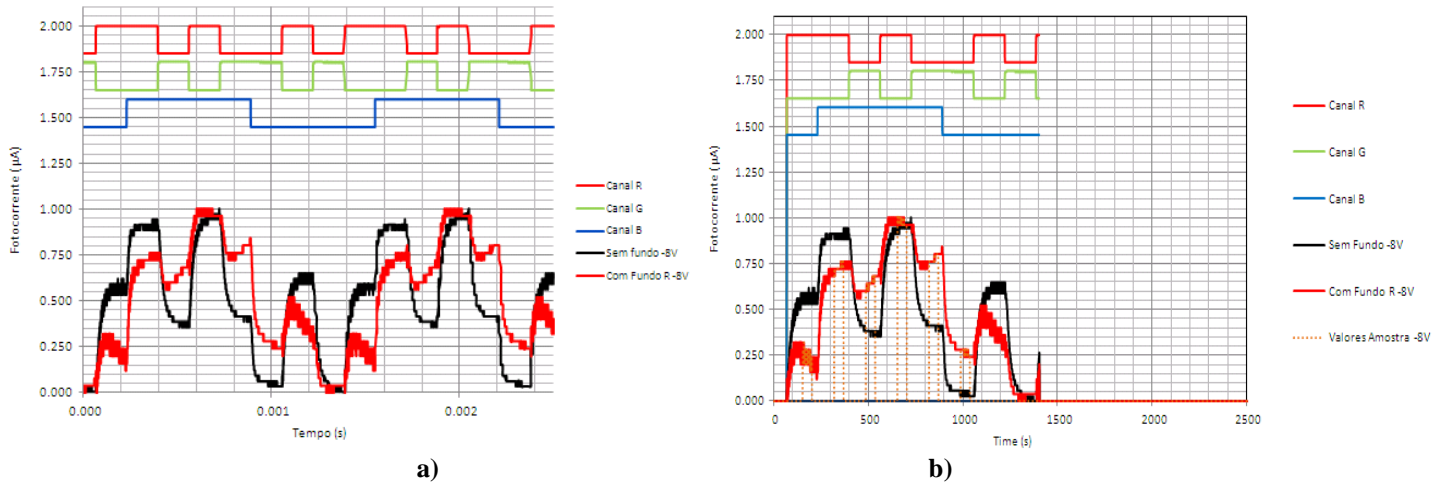 Fotocorrente (µA)
2.000
1.750
1.500
1.250
1.000
0.750
0.500
0.250
0.000
0.000 0.001 0.002
Tempo (s)
Canal R
Canal G
Canal B
Sem fundo -8V
Com Fundo R -8V
a)
Fotocorrente (µA)
2.000
1.750
1.500
1.250
1.000
0.750
0.500
0.250
0.000
0 500 1000 1500 2000 2500
Time (s)
Canal R
Canal G
Canal B
Sem Fundo -8V
Com Fundo R -8V
Valores Amostra -8V
b)